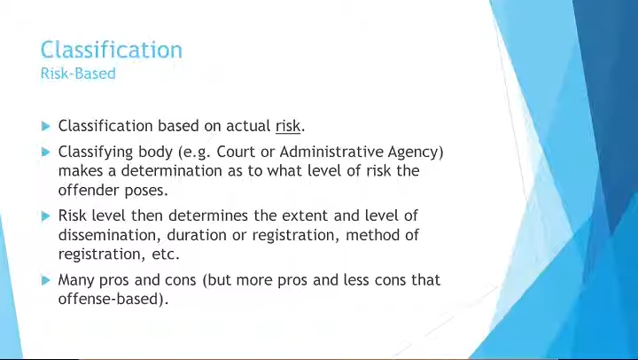 Classification
Risk-Based
Classification based on actual risk.
Classifying body (e.g. Court or Administrative Agency)
makes a determination as to what level of risk the
offender poses.
Risk level then determines the extent and level of
dissemination, duration or registration, method of
registration, etc.
Many pros and cons (but more pros and less cons that
offense-based).